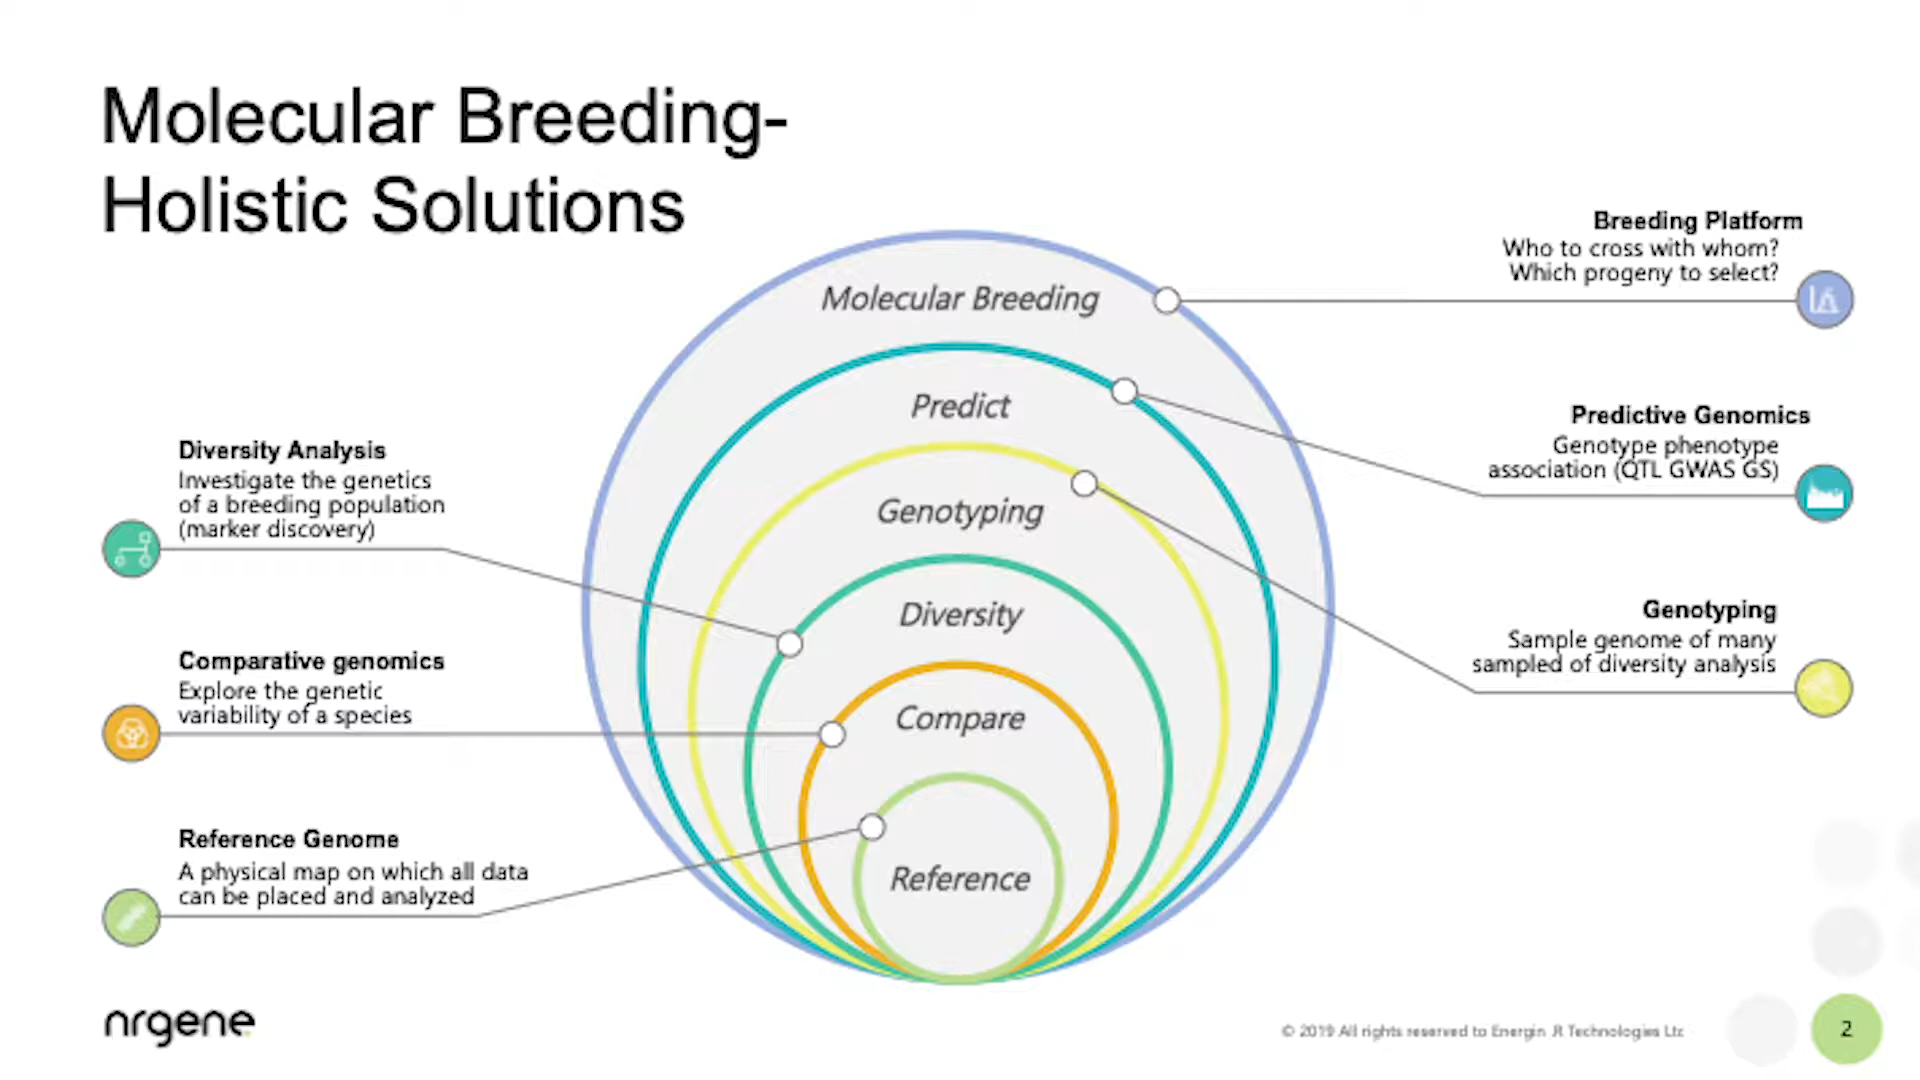 Molecular Breeding-
Holistic Solutions
Breeding Platform
Who to cross with whom?
Which progeny to select?
Molecular Breeding
Predict
Predictive Genomics
Genotype phenotype
association (QTL GWAS GS)
Diversity Analysis
Investigate the genetics
of a breeding population
(marker discovery)
Genotyping
Diversity
Genotyping
Sample genome of many
sampled of diversity analysis
Comparative genomics
Explore the genetic
variability of a species
Compare
Reference Genome
A physical map on which all data
can be placed and analyzed
Reference
nrgene
© 2019 All rights reserved to Energin .R Technologies Ltc
2